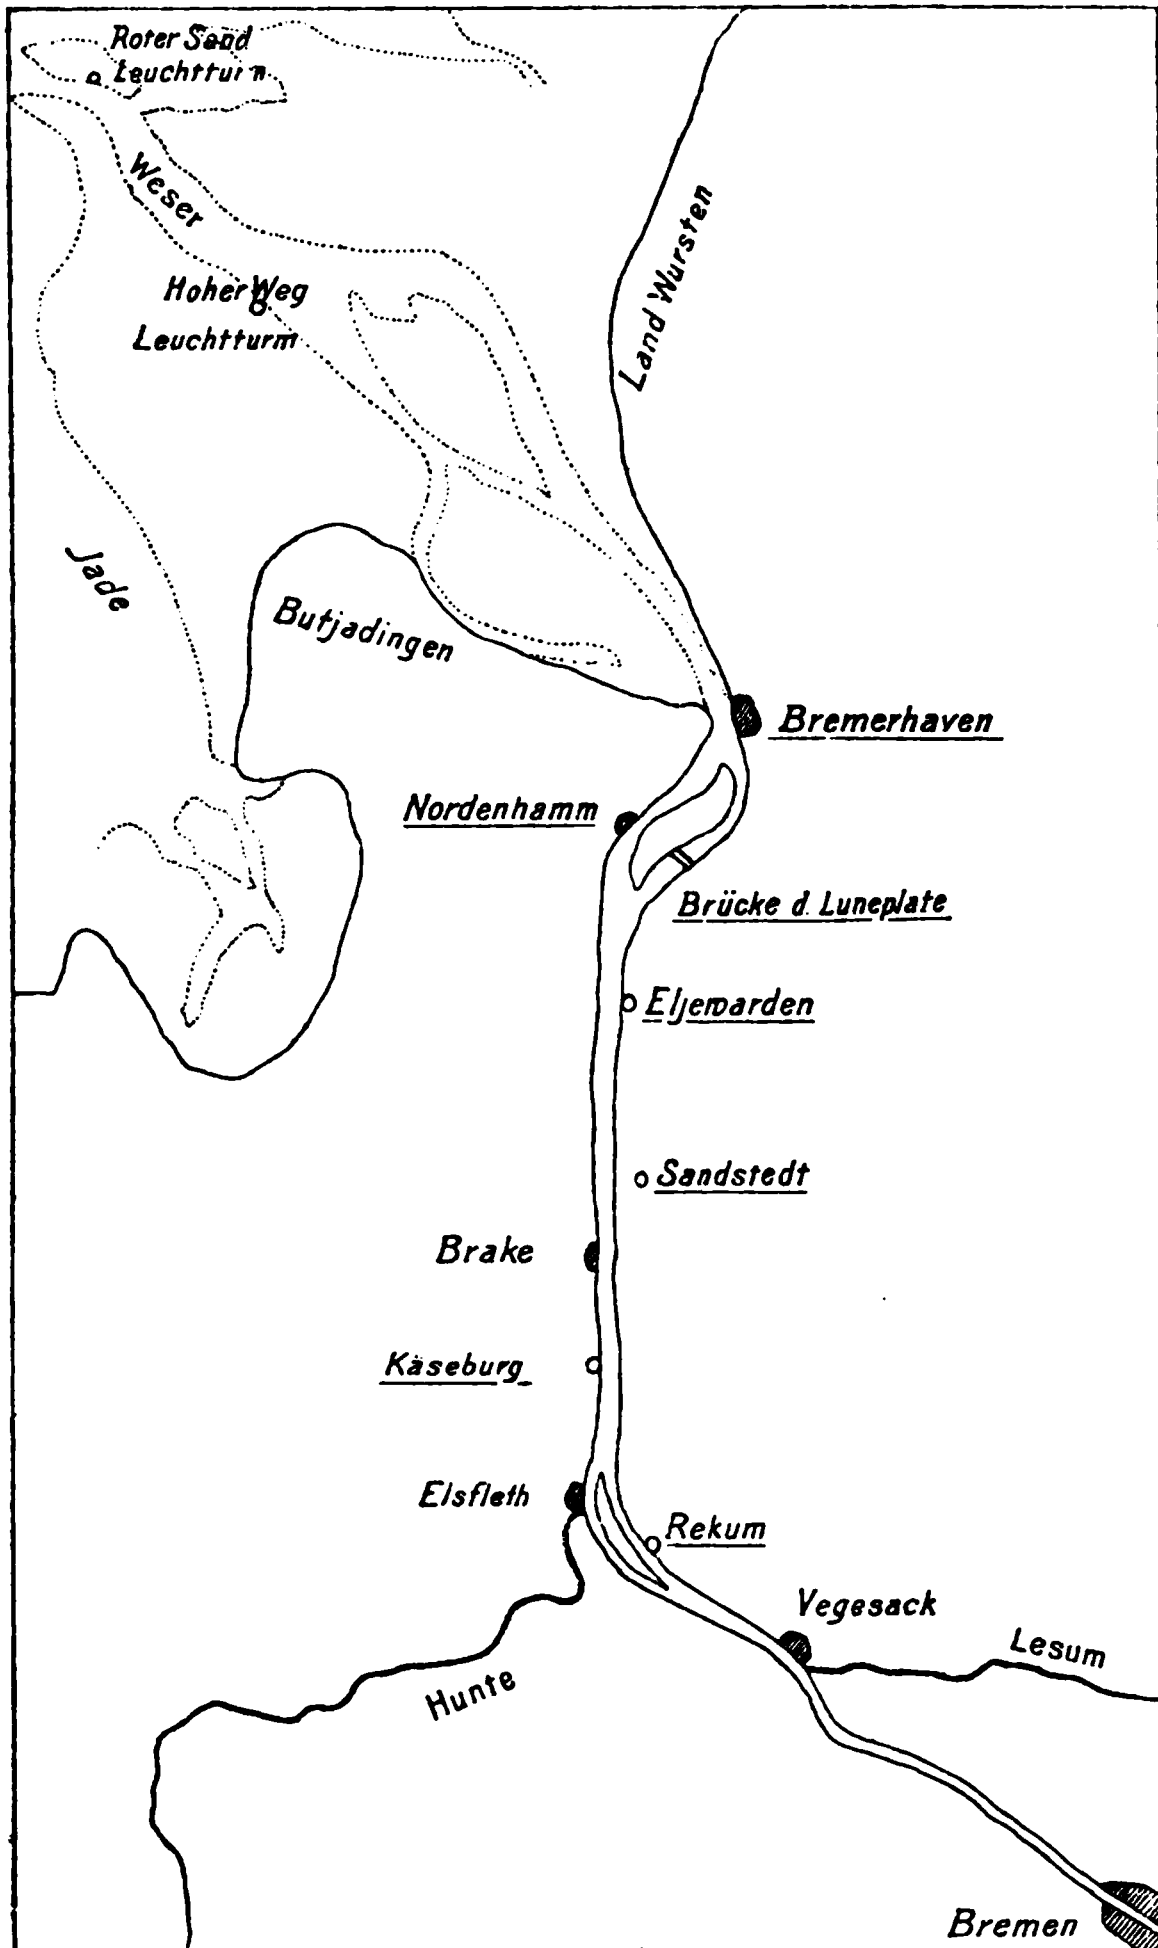 Roter Sand
Leuchtturm
Weser
Land Wursten
Hoher Weg
Leuchtturm
Jade
Butjadingen
Bremerhaven
Nordenhamm
Brücke d. Luneplate
Eljewarden
Sandstedt
Brake
Käseburg
Elsfleth
Rekum
Vegesack
Lesum
Hunte
Bremen